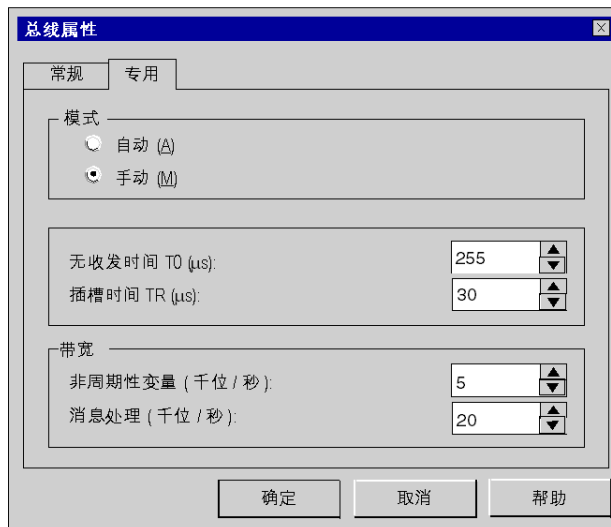 总线属性
常规 专用
模式
自动 (A)
手动 (M)
无收发时间 T0 (µs): 255
插槽时间 TR (µs): 30
带宽
非周期性变量 ( 千位 / 秒 ): 5
消息处理 ( 千位 / 秒 ): 20
确定 取消 帮助